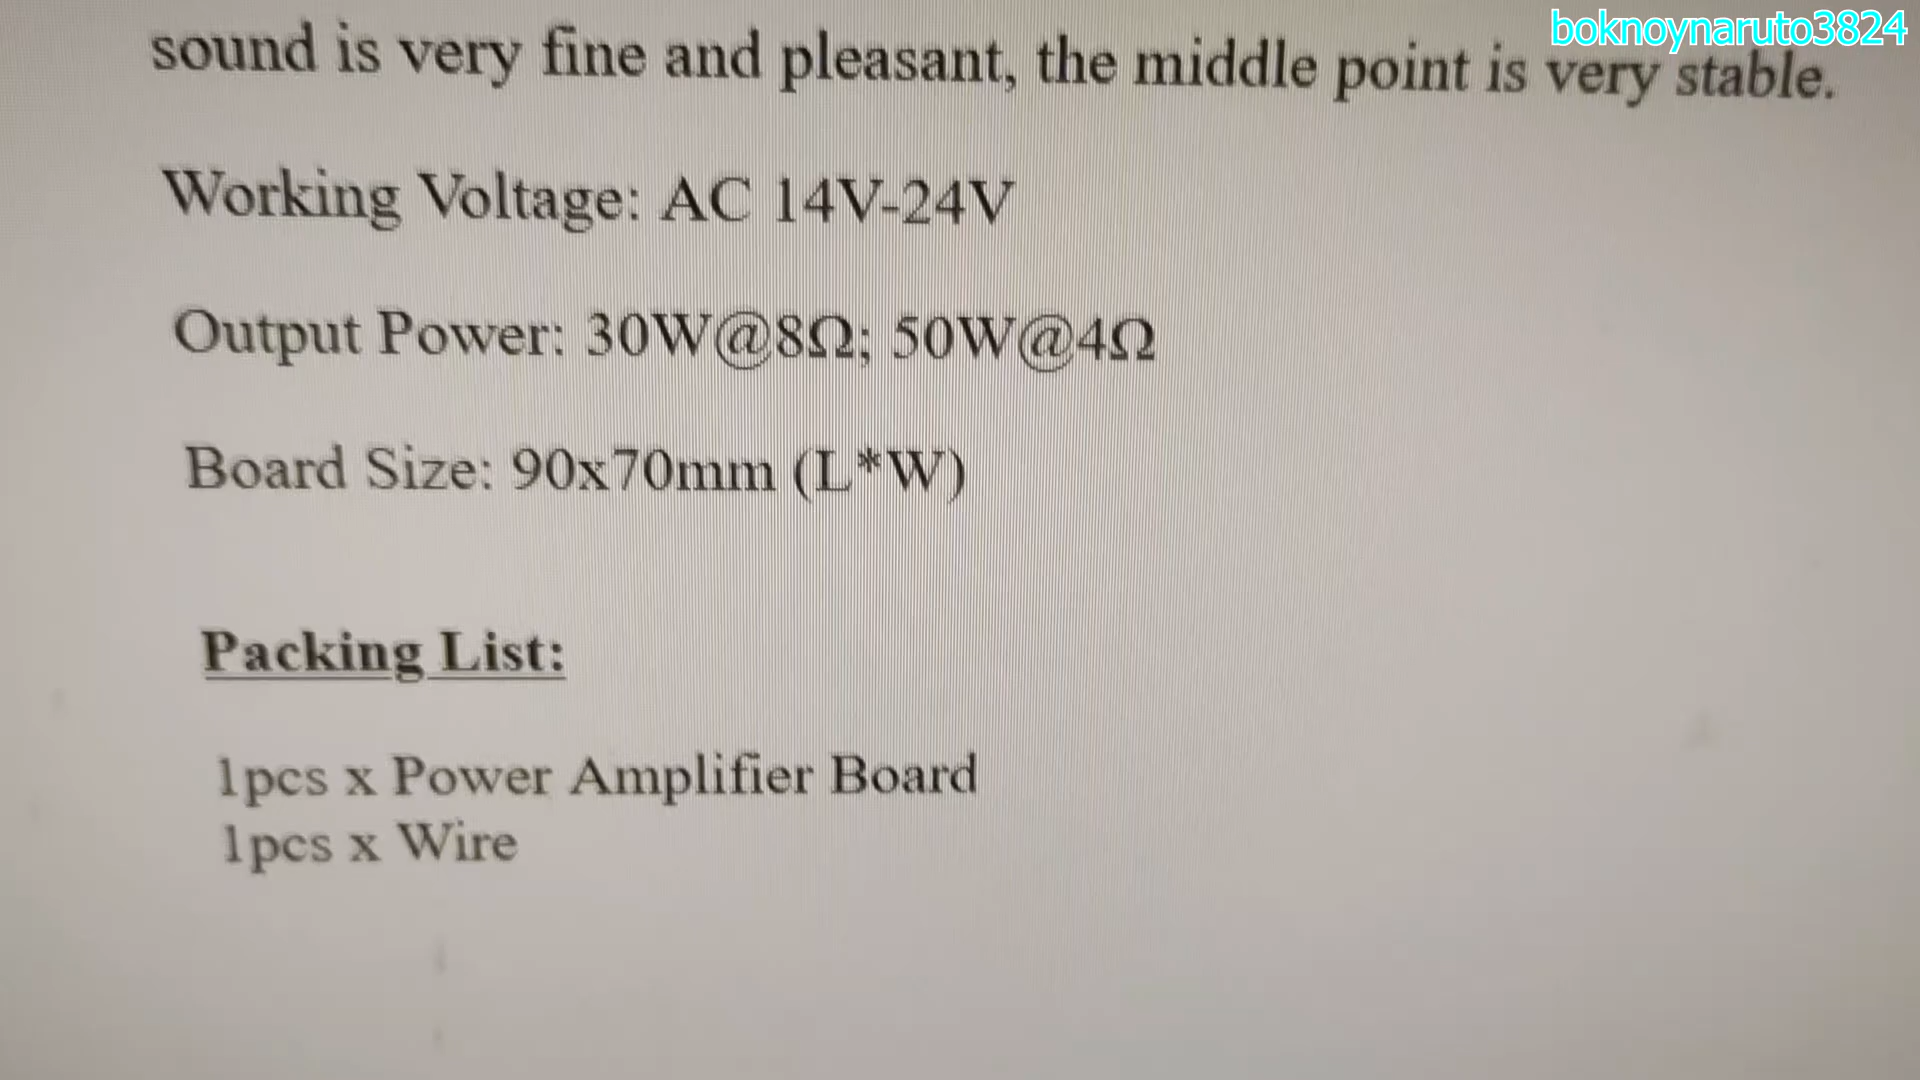 boknoynaruto3824
sound is very fine and pleasant, the middle point is very stable.
Working Voltage: AC 14V-24V
Output Power: 30W@8Ω; 50W@4Ω
Board Size: 90x70mm (L*W)
Packing List:
1pcs x Power Amplifier Board
1pcs x Wire